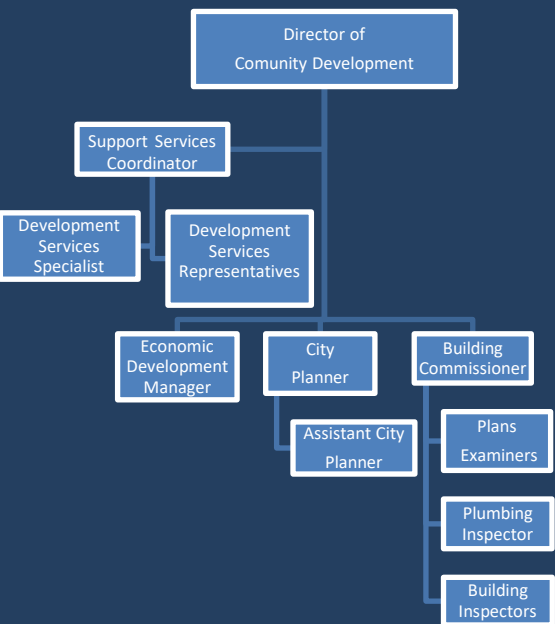 Director of
Comunity Development
Support Services
Coordinator
Development
Services
Specialist
Development
Services
Representatives
Economic
Development
Manager
City
Planner
Building
Commissioner
Assistant City
Planner
Plans
Examiners
Plumbing
Inspector
Building
Inspectors